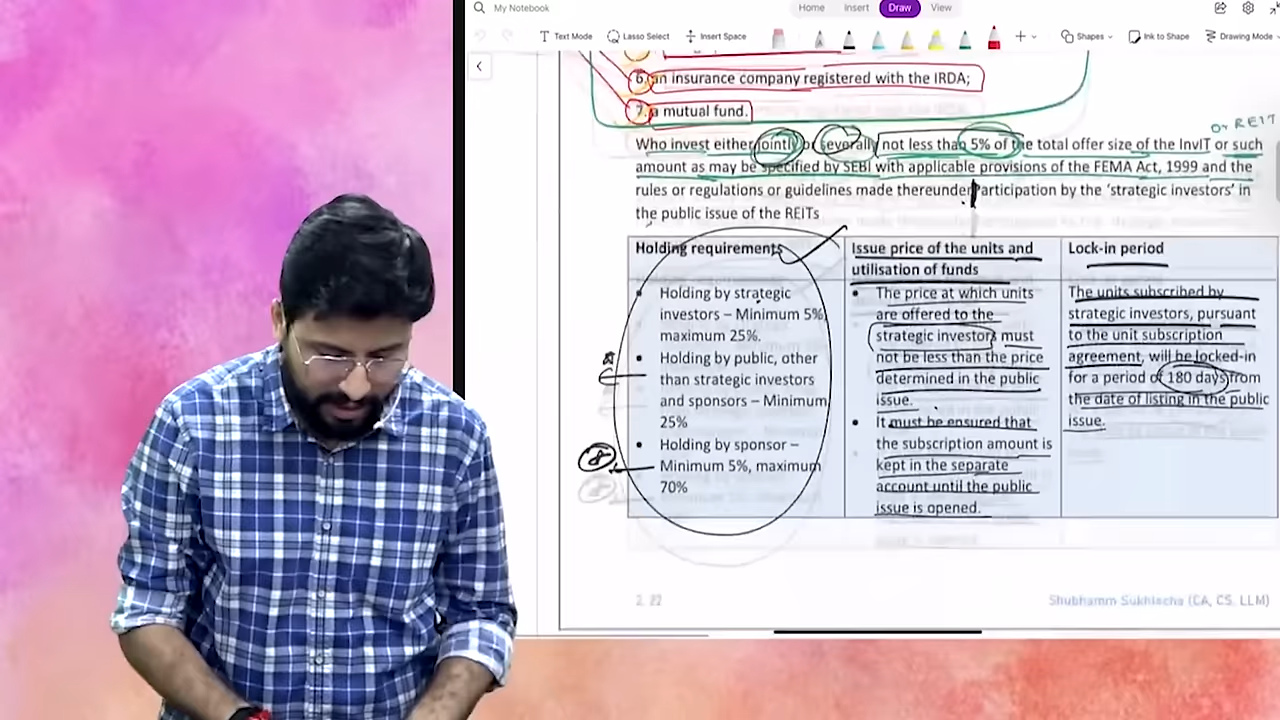 My Notebook
Home Insert Draw View
Text Mode Lasso Select Insert Space Shapes Ink to Shape Drawing Mode
6. an insurance company registered with the IRDA;
7. a mutual fund.
or REIT
Who invest either jointly or severally not less than 5% of the total offer size of the InvIT or such
amount as may be specified by SEBI with applicable provisions of the FEMA Act, 1999 and the
rules or regulations or guidelines made thereunder Participation by the ‘strategic investors’ in
the public issue of the REITs
Holding requirements
• Holding by strategic
investors – Minimum 5%
maximum 25%.
• Holding by public, other
than strategic investors
and sponsors – Minimum
25%
• Holding by sponsor –
Minimum 5%, maximum
70%
Issue price of the units and
utilisation of funds
• The price at which units
are offered to the
strategic investors must
not be less than the price
determined in the public
issue.
• It must be ensured that
the subscription amount is
kept in the separate
account until the public
issue is opened.
Lock-in period
The units subscribed by
strategic investors, pursuant
to the unit subscription
agreement, will be locked-in
for a period of 180 days from
the date of listing in the public
issue.
2. 22
Shubhamm Sukhlecha (CA, CS, LLM)